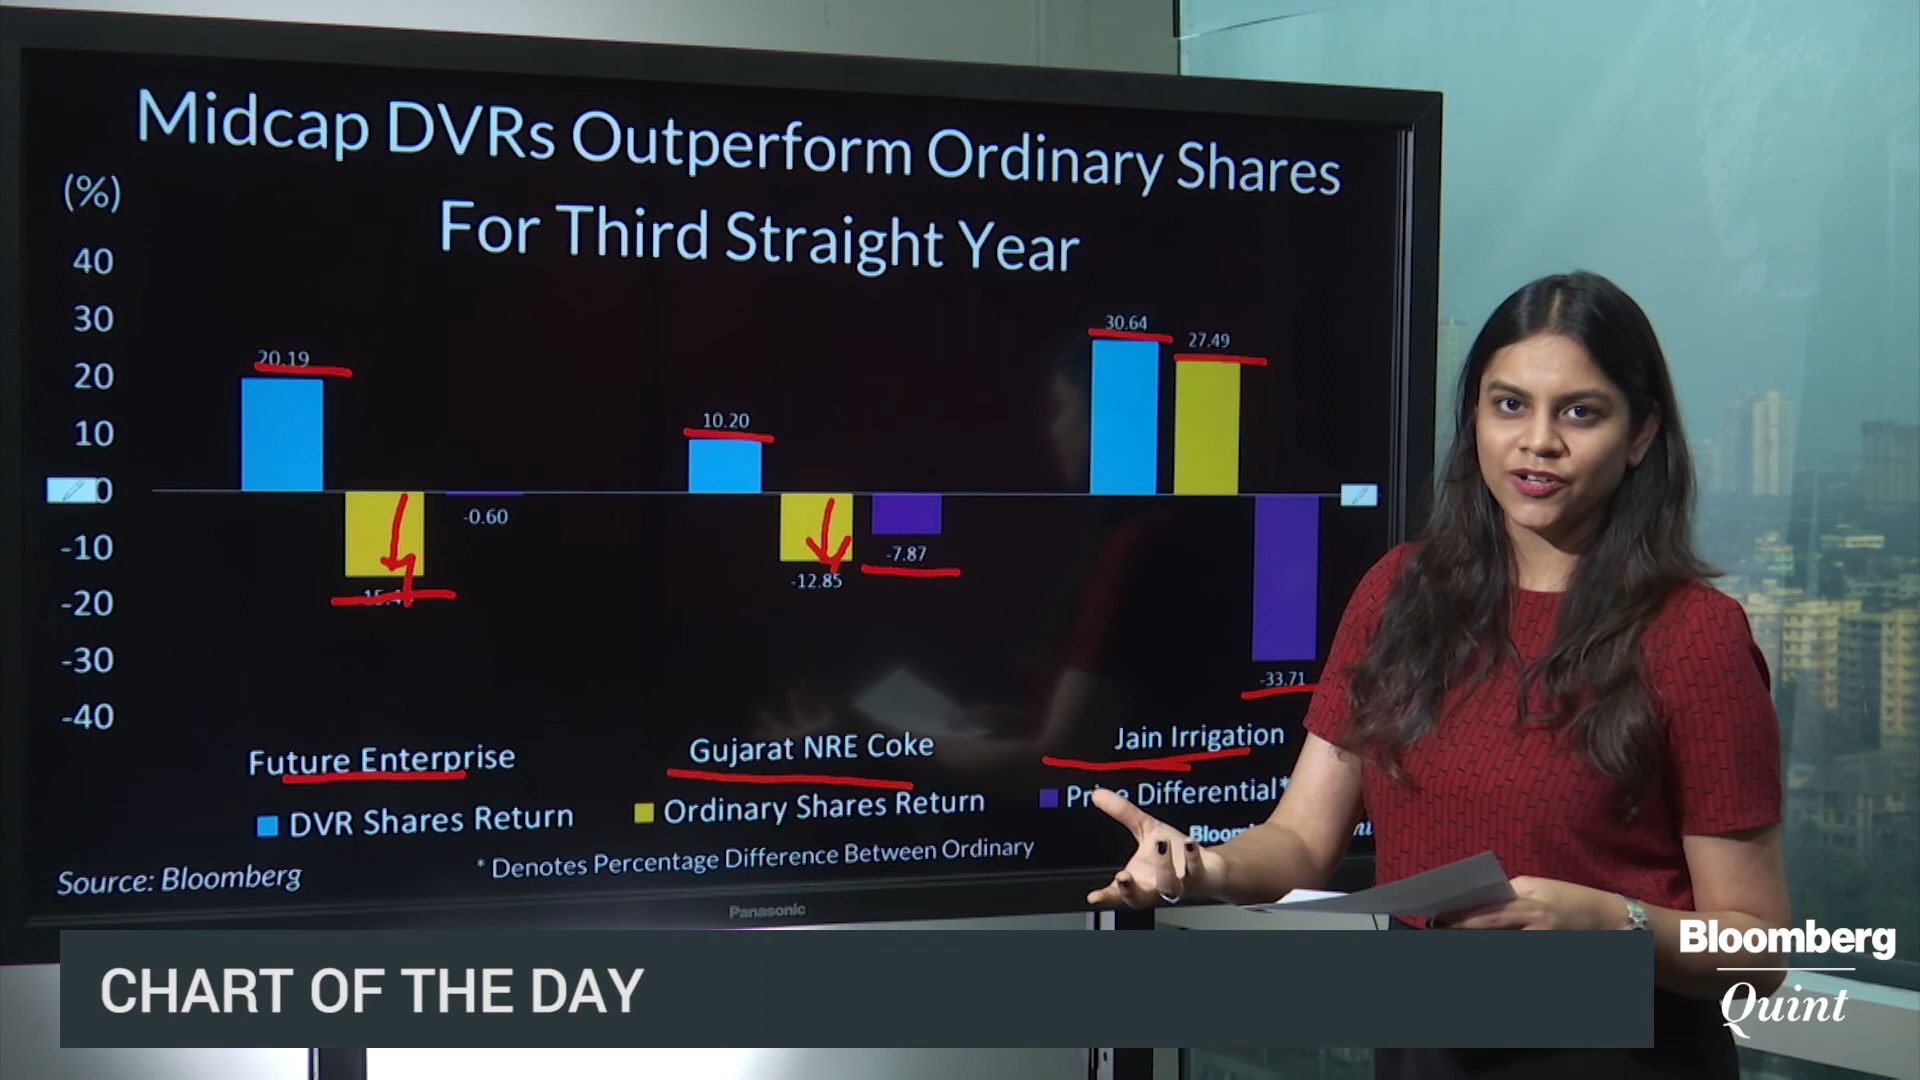 Midcap DVRs Outperform Ordinary Shares
For Third Straight Year
(%)
40
30
20
10
0
-10
-20
-30
-40
20.19
-0.60
10.20
-12.85
-7.87
30.64
27.49
-33.71
Future Enterprise
Gujarat NRE Coke
Jain Irrigation
DVR Shares Return
Ordinary Shares Return
Price Differential*
* Denotes Percentage Difference Between Ordinary
Source: Bloomberg
Panasonic
CHART OF THE DAY
Bloomberg
Quint